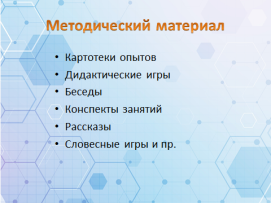 Методический материал
• Картотеки опытов
• Дидактические игры
• Беседы
• Конспекты занятий
• Рассказы
• Словесные игры и пр.